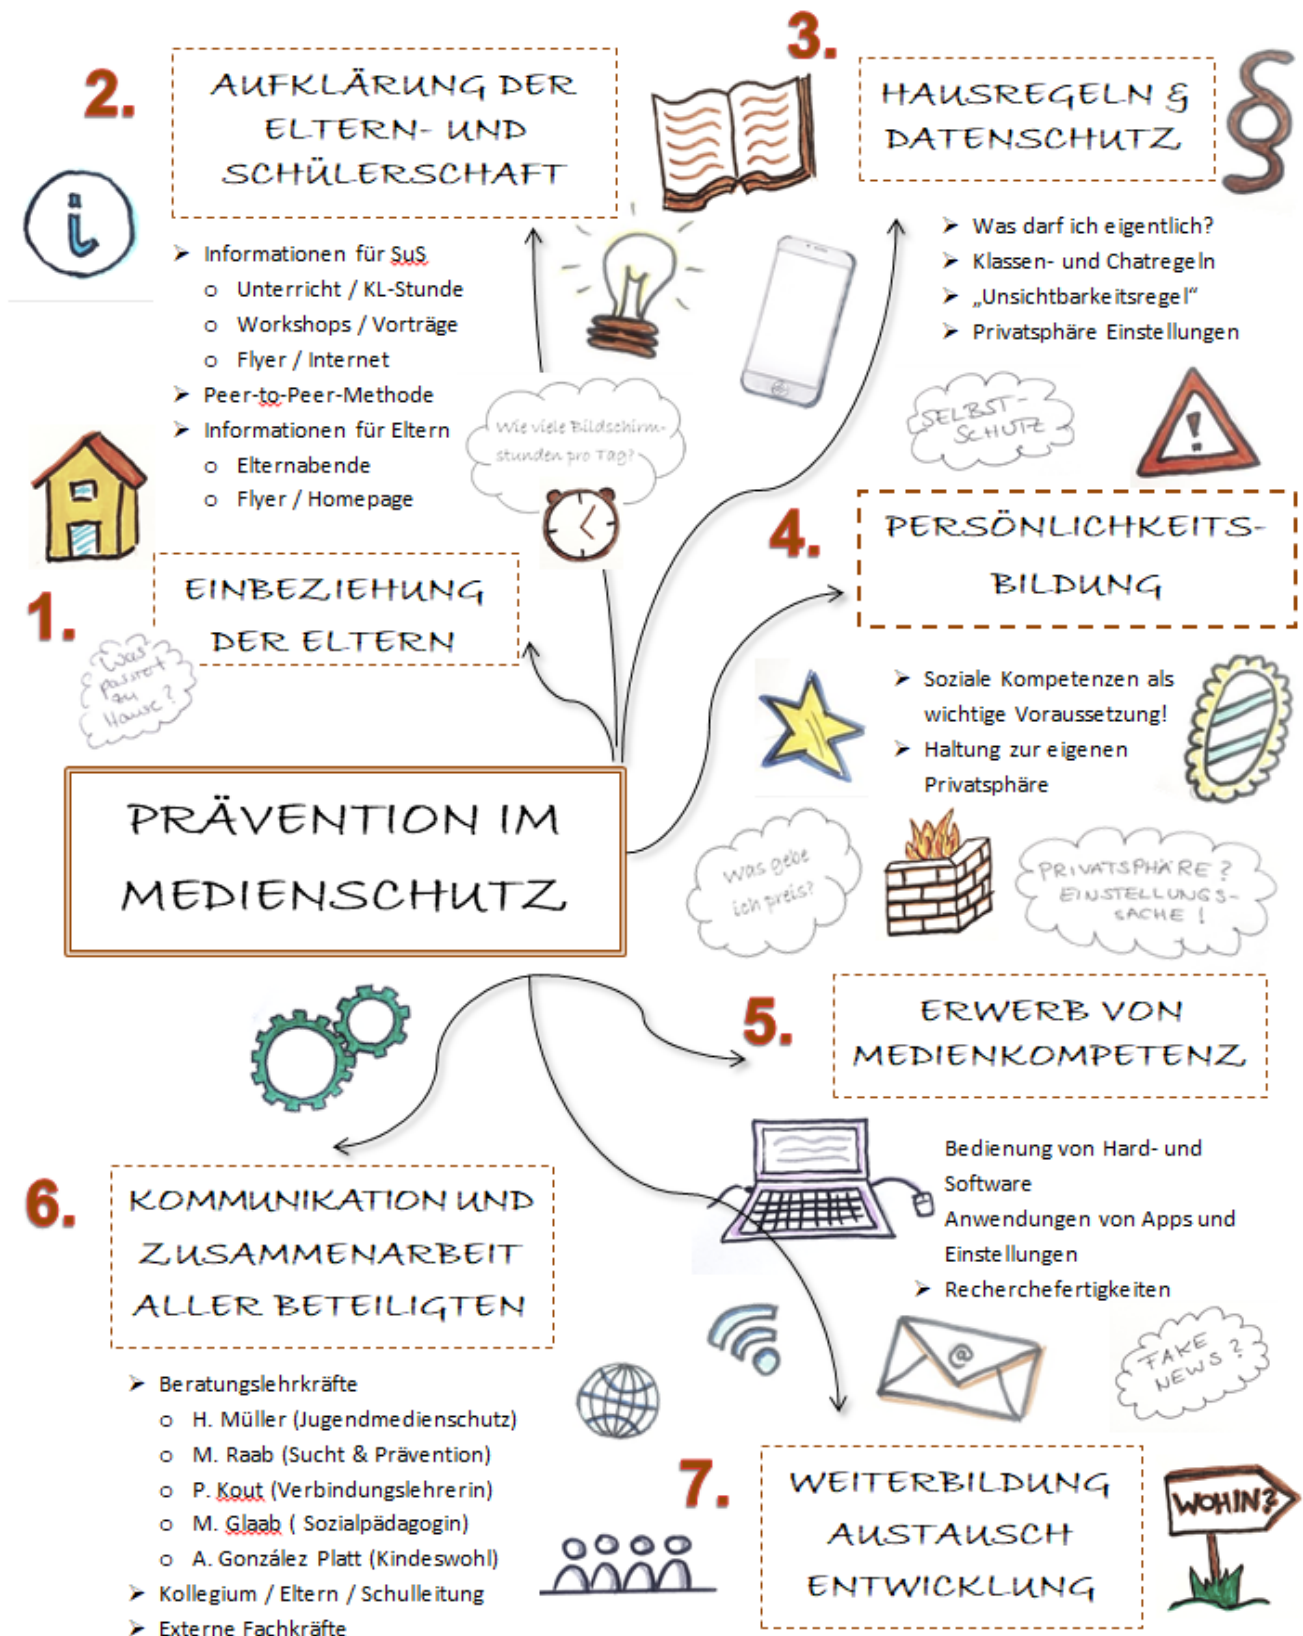 2.
AUFKLÄRUNG DER
ELTERN- UND
SCHÜLERSCHAFT
i
➤ Informationen für SuS
o Unterricht / KL-Stunde
o Workshops / Vorträge
o Flyer / Internet
➤ Peer-to-Peer-Methode
➤ Informationen für Eltern
o Elternabende
o Flyer / Homepage
Wie viele Bildschirm-
stunden pro Tag?
3.
HAUSREGELN &
DATENSCHUTZ
§
➤ Was darf ich eigentlich?
➤ Klassen- und Chatregeln
➤ „Unsichtbarkeitsregel“
➤ Privatsphäre Einstellungen
SELBST-
SCHUTZ
!
1.
EINBEZIEHUNG
DER ELTERN
Was
passiert
zu
Hause?
4.
PERSÖNLICHKEITS-
BILDUNG
➤ Soziale Kompetenzen als
wichtige Voraussetzung!
➤ Haltung zur eigenen
Privatsphäre
Was gebe
ich preis?
PRIVATSPHÄRE?
EINSTELLUNGS-
SACHE!
PRÄVENTION IM
MEDIENSCHUTZ
5.
ERWERB VON
MEDIENKOMPETENZ
Bedienung von Hard- und
Software
Anwendungen von Apps und
Einstellungen
➤ Recherchefertigkeiten
@
FAKE
NEWS?
6.
KOMMUNIKATION UND
ZUSAMMENARBEIT
ALLER BETEILIGTEN
➤ Beratungslehrkräfte
o H. Müller (Jugendmedienschutz)
o M. Raab (Sucht & Prävention)
o P. Kout (Verbindungslehrerin)
o M. Glaab ( Sozialpädagogin)
o A. González Platt (Kindeswohl)
➤ Kollegium / Eltern / Schulleitung
➤ Externe Fachkräfte
7.
WEITERBILDUNG
AUSTAUSCH
ENTWICKLUNG
WOHIN?